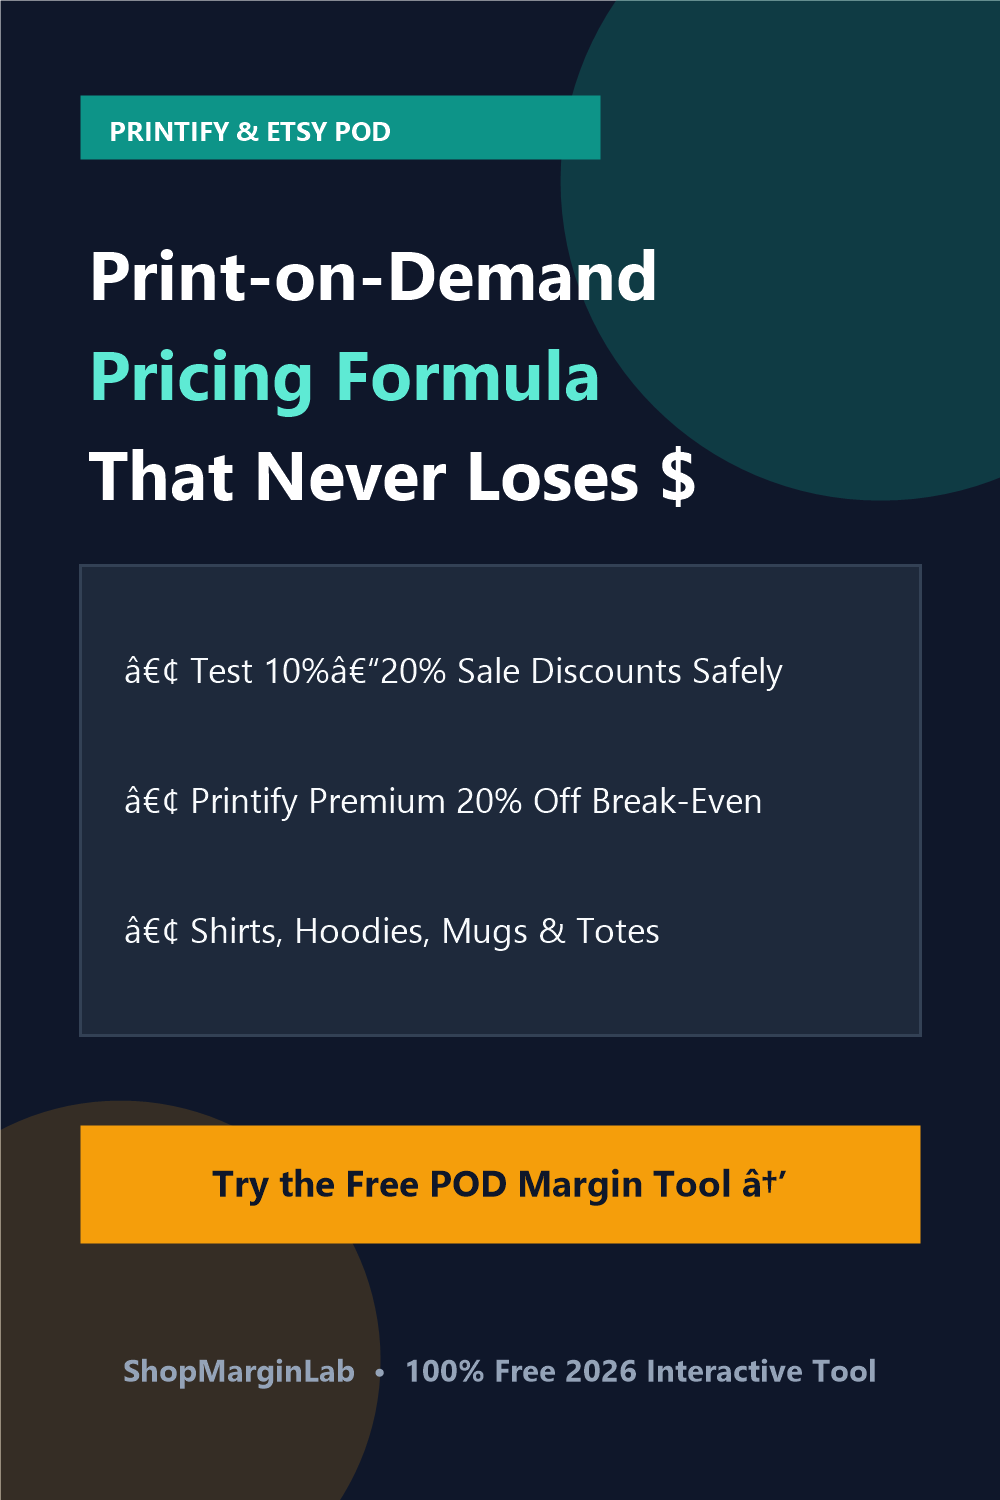 PRINTIFY & ETSY POD
Print-on-Demand
Pricing Formula
That Never Loses $
â€¢ Test 10%â€“20% Sale Discounts Safely
â€¢ Printify Premium 20% Off Break-Even
â€¢ Shirts, Hoodies, Mugs & Totes
Try the Free POD Margin Tool â†’
ShopMarginLab • 100% Free 2026 Interactive Tool